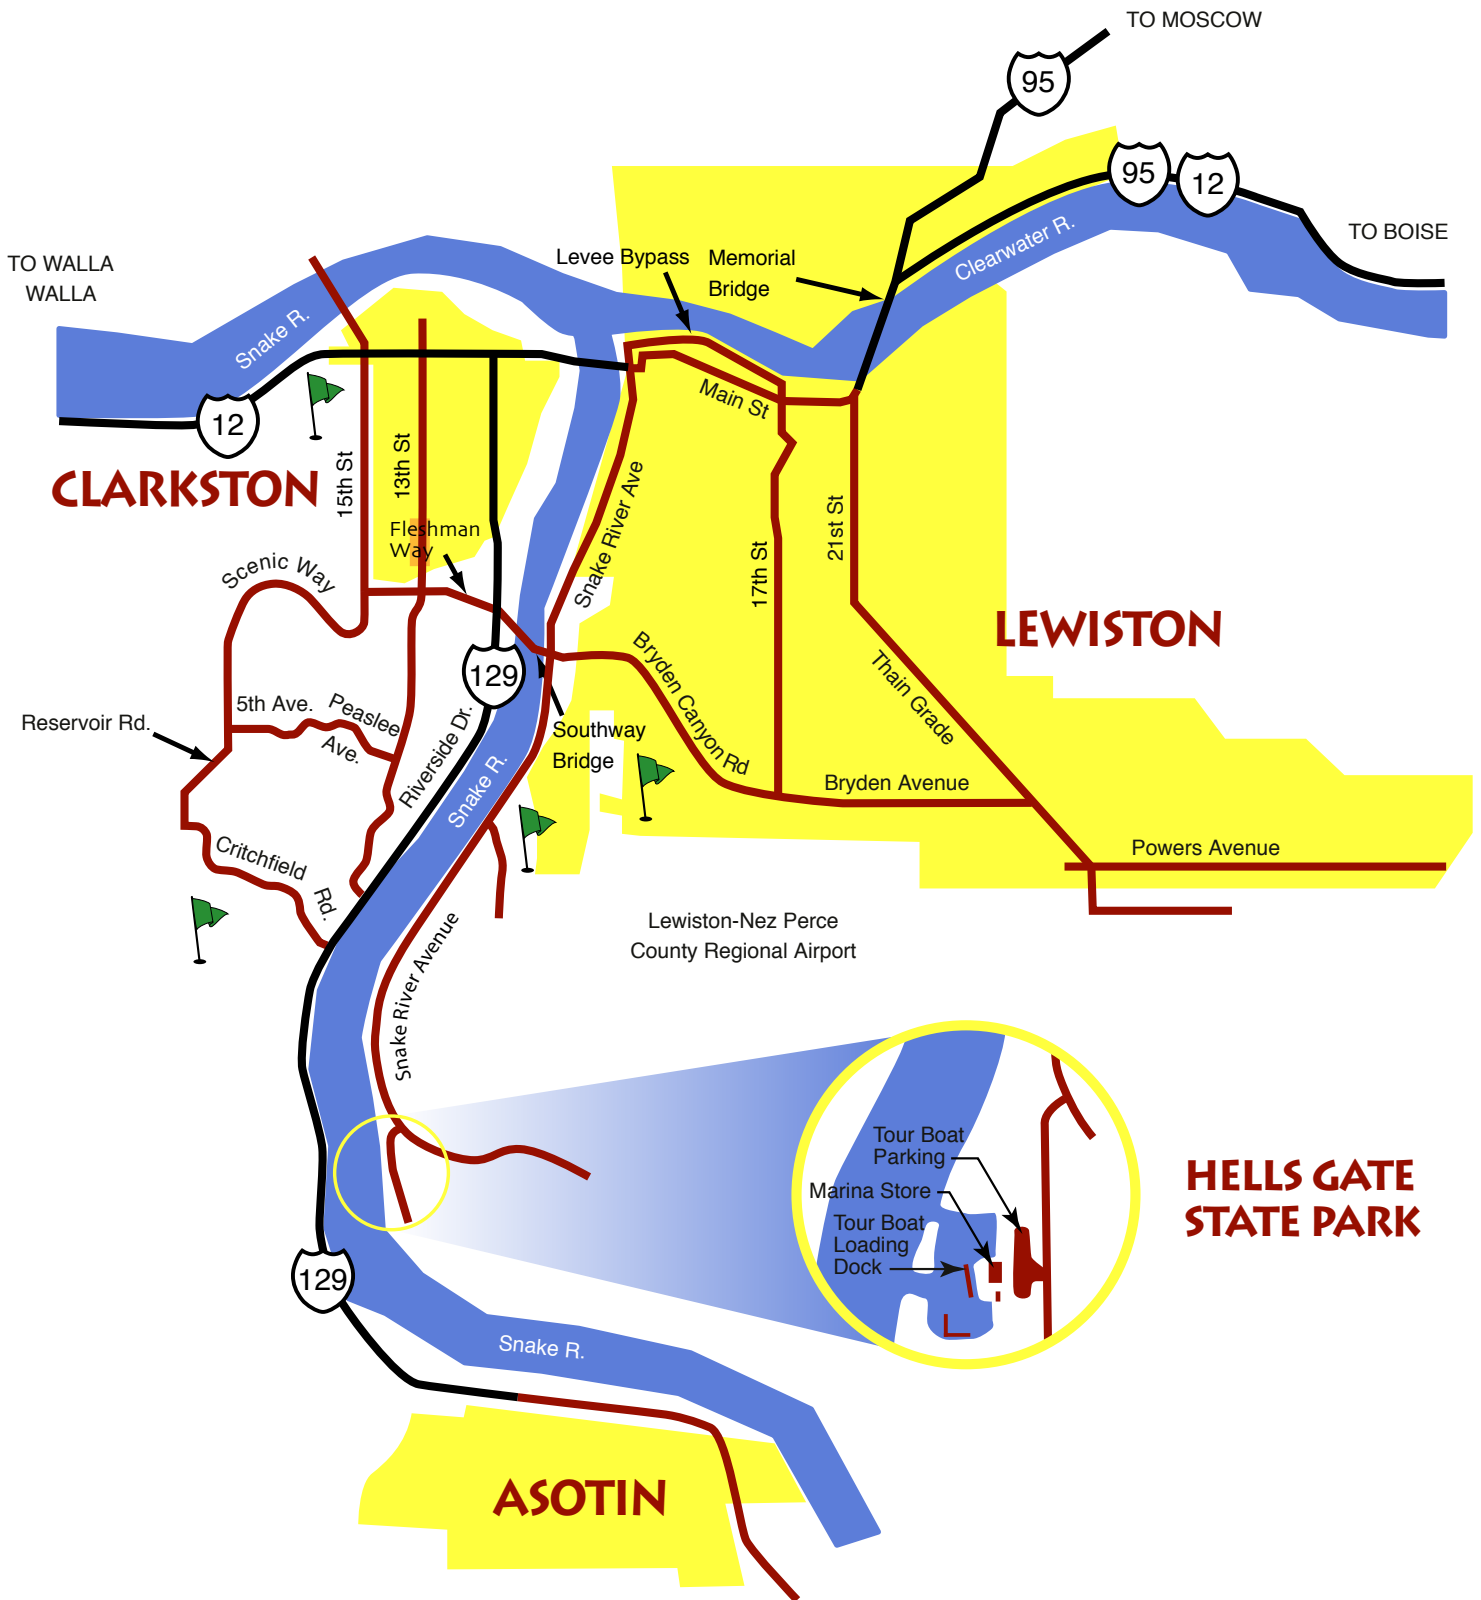 TO MOSCOW
95
95
12
TO BOISE
Clearwater R.
Levee Bypass
Memorial
Bridge
TO WALLA
WALLA
Snake R.
12
Main St
CLARKSTON
15th St
13th St
Fleshman
Way
Snake River Ave
17th St
21st St
LEWISTON
Scenic Way
129
Bryden Canyon Rd
Thain Grade
5th Ave.
Peaslee
Ave.
Reservoir Rd.
Riverside Dr.
Snake R.
Southway
Bridge
Bryden Avenue
Powers Avenue
Critchfield
Rd.
Snake River Avenue
Lewiston-Nez Perce
County Regional Airport
Tour Boat
Parking
Marina Store
Tour Boat
Loading
Dock
HELLS GATE
STATE PARK
129
Snake R.
ASOTIN